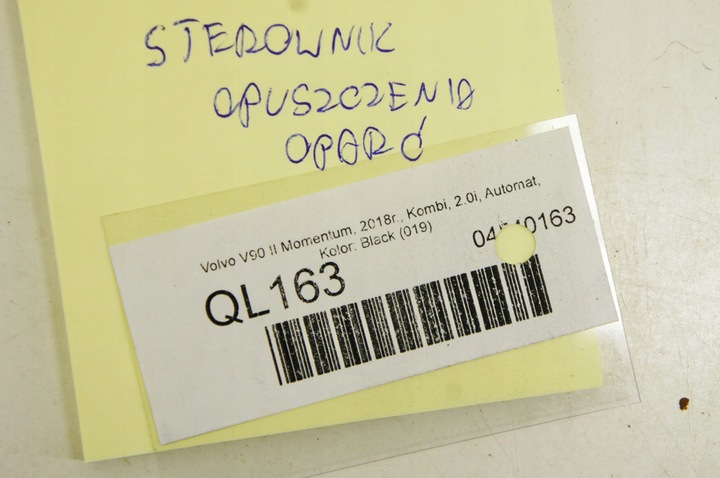 STEROWNIK
OPUSZCZENIA
OPARĆ
Volvo V90 II Momentum, 2018r., Kombi, 2.0i, Automat,
Kolor: Black (019)
QL163